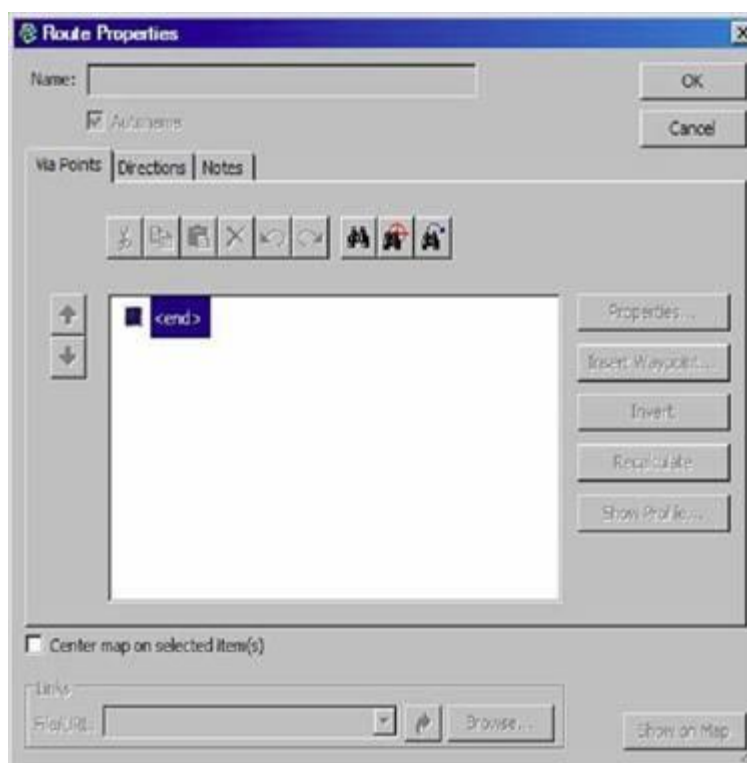 Route Properties
Name:
OK
Autoname
Cancel
Via Points Directions Notes
<end>
Properties...
Insert Waypoint...
Invert
Recalculate
Show Profile...
Center map on selected item(s)
Links
File/URL:
Browse...
Show on Map